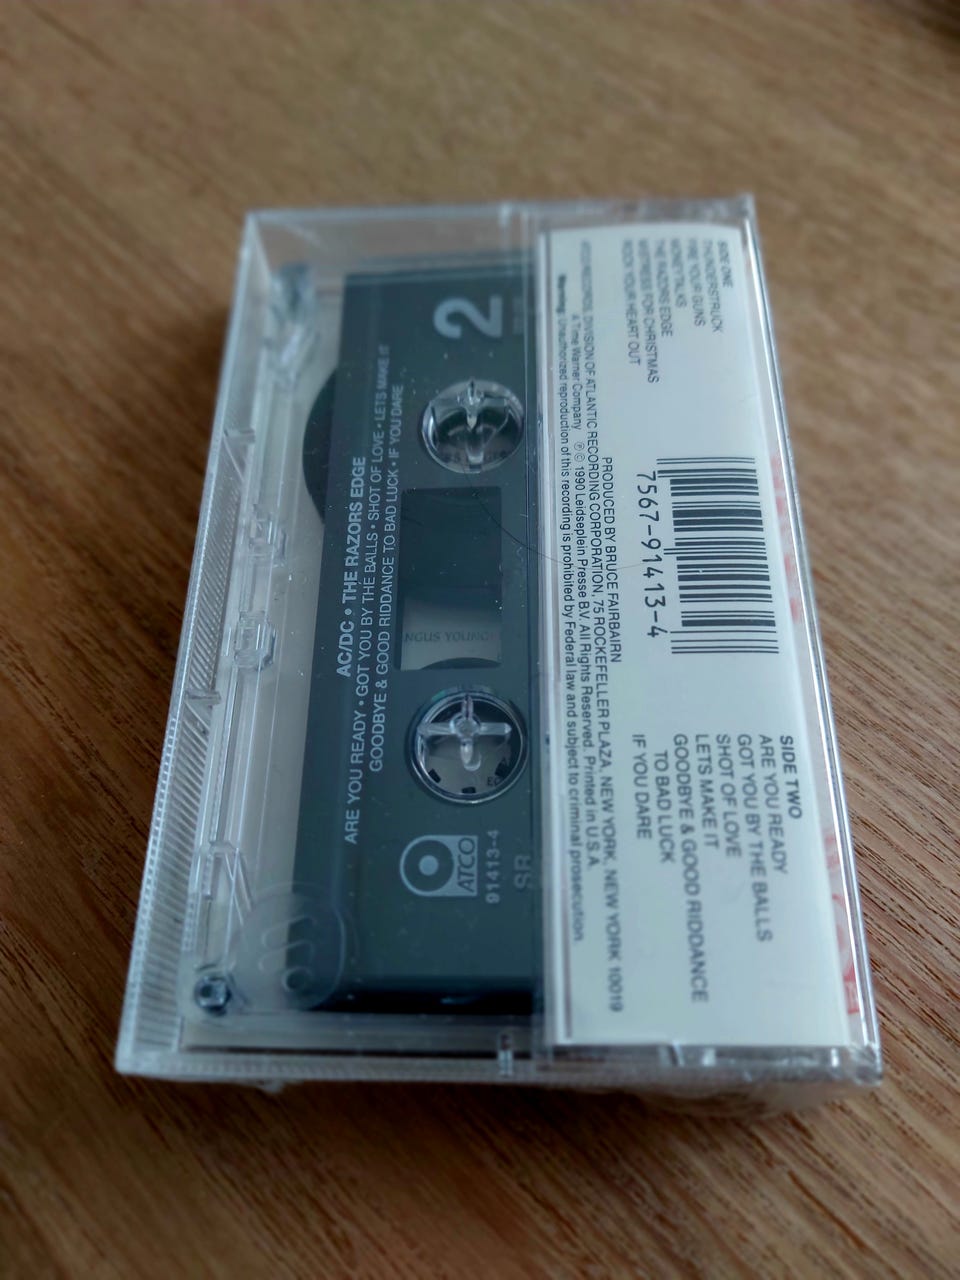 SIDE ONE
THUNDERSTRUCK
FIRE YOUR GUNS
MONEYTALKS
THE RAZORS EDGE
MISTRESS FOR CHRISTMAS
ROCK YOUR HEART OUT
7567-91413-4
SIDE TWO
ARE YOU READY
GOT YOU BY THE BALLS
SHOT OF LOVE
LETS MAKE IT
GOODBYE & GOOD RIDDANCE
TO BAD LUCK
IF YOU DARE
PRODUCED BY BRUCE FAIRBAIRN
ATCO RECORDS, DIVISION OF ATLANTIC RECORDING CORPORATION, 75 ROCKEFELLER PLAZA, NEW YORK, NEW YORK 10019
A Time Warner Company ℗ © 1990 Leidseplein Presse B.V. All Rights Reserved. Printed in U.S.A.
Warning: Unauthorized reproduction of this recording is prohibited by Federal law and subject to criminal prosecution
2
AC/DC • THE RAZORS EDGE
ARE YOU READY • GOT YOU BY THE BALLS • SHOT OF LOVE • LETS MAKE IT
GOODBYE & GOOD RIDDANCE TO BAD LUCK • IF YOU DARE
NGUS YOUNG
ATCO
91413-4
SR